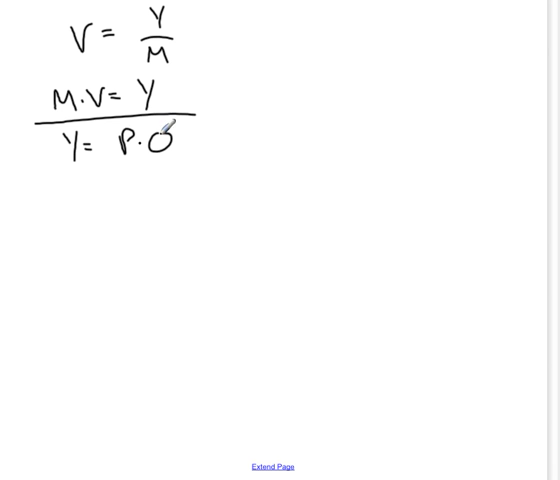 V = Y/M
M·V = Y
Y = P·O
Extend Page